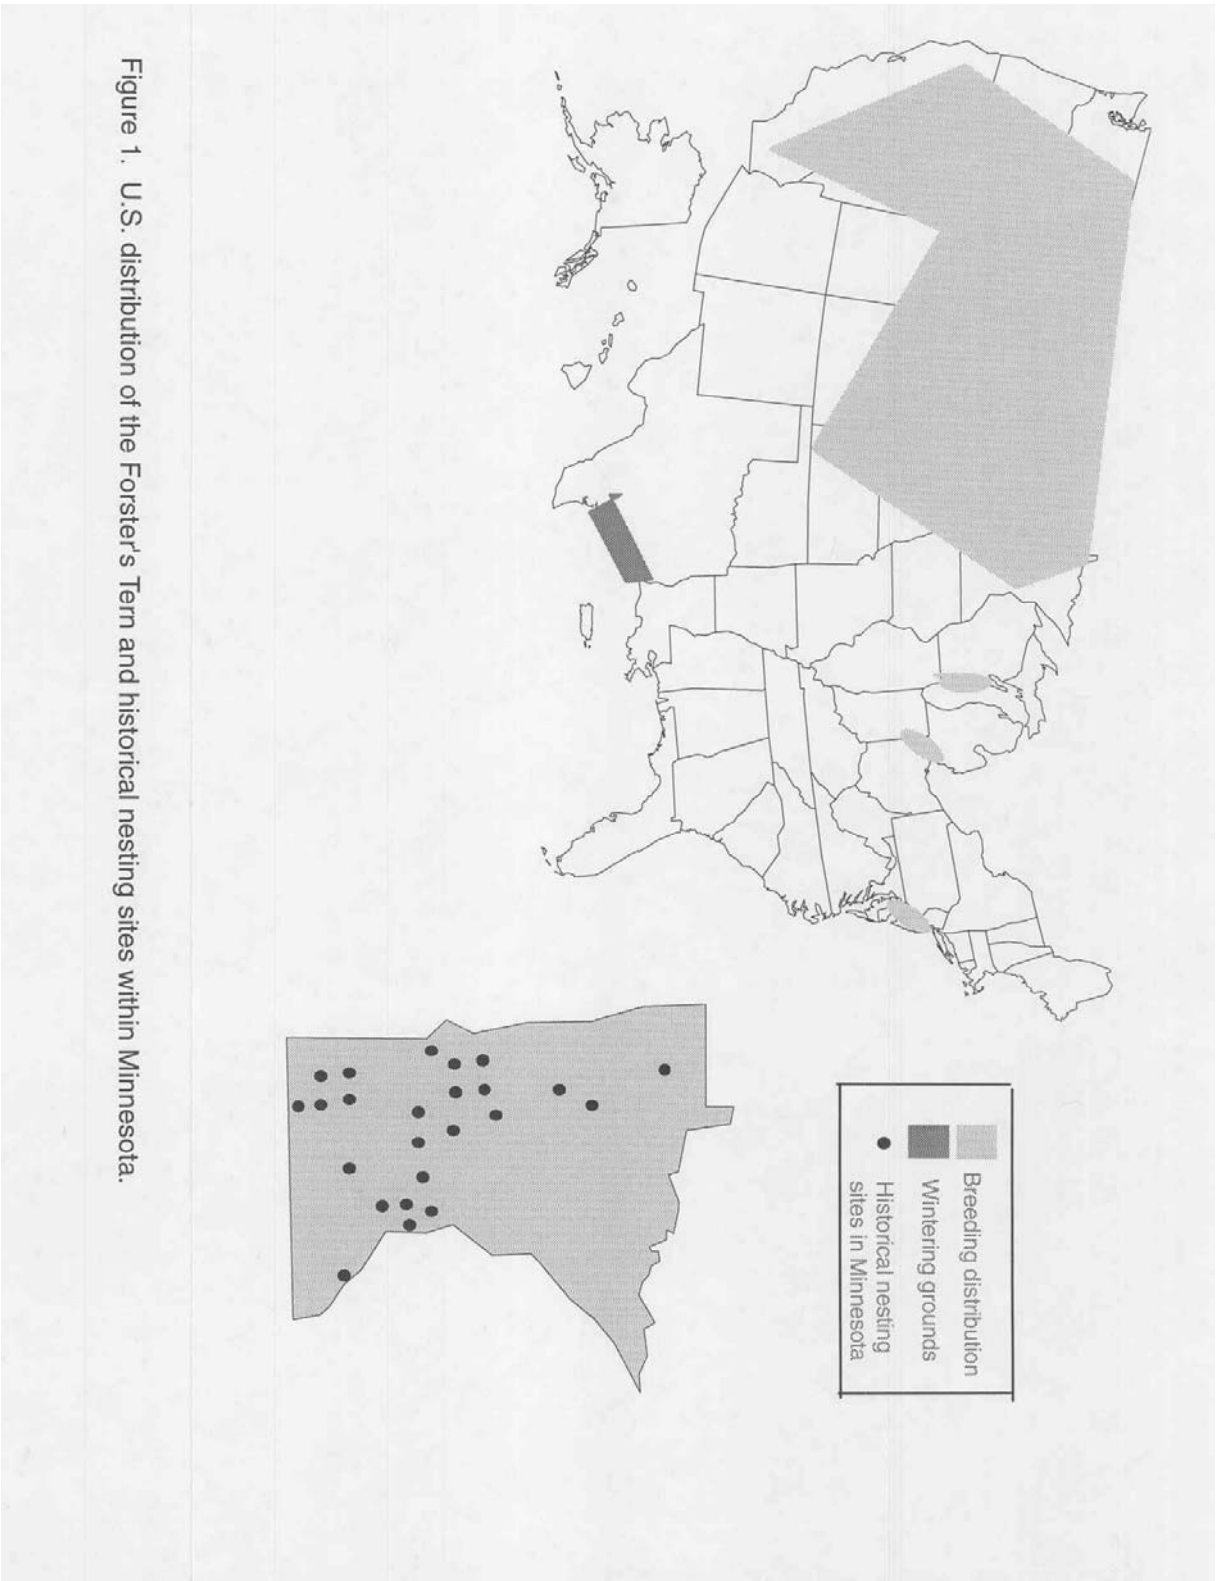 Breeding distribution
Wintering grounds
Historical nesting
sites in Minnesota
Figure 1. U.S. distribution of the Forster's Tern and historical nesting sites within Minnesota.